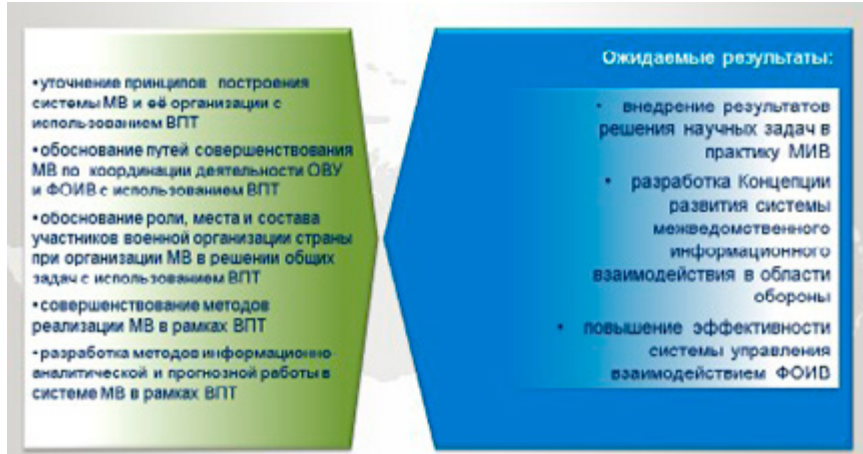 •уточнение принципов построения
системы МВ и её организации с
использованием ВПТ
•обоснование путей совершенствования
МВ по координации деятельности ОВУ
и ФОИВ с использованием ВПТ
•обоснование роли, места и состава
участников военной организации страны
при организации МВ в решении общих
задач с использованием ВПТ
•совершенствование методов
реализации МВ в рамках ВПТ
•разработка методов информационно-
аналитической и прогнозной работы в
системе МВ в рамках ВПТ
Ожидаемые результаты:
• внедрение результатов
решения научных задач в
практику МИВ
• разработка Концепции
развития системы
межведомственного
информационного
взаимодействия в области
обороны
• повышение эффективности
системы управления
взаимодействием ФОИВ